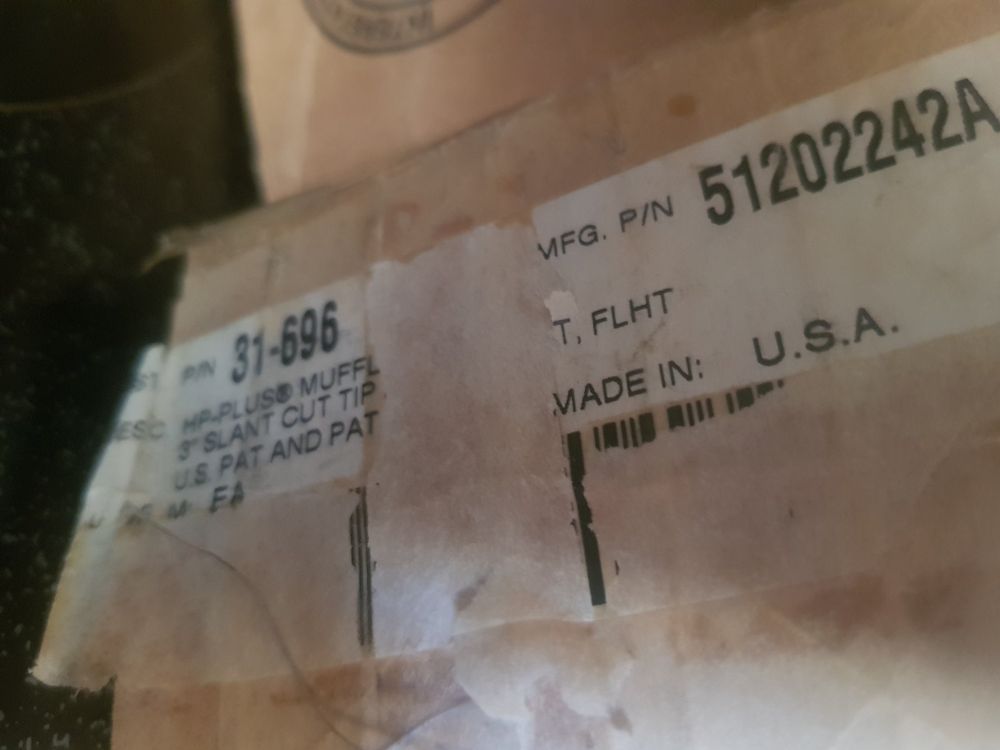 MFG. P/N 51202242A
P/N 31-696
T, FLHT
HP-PLUS® MUFFL
3" SLANT CUT TIP
MADE IN: U.S.A.
U.S. PAT AND PAT
M EA